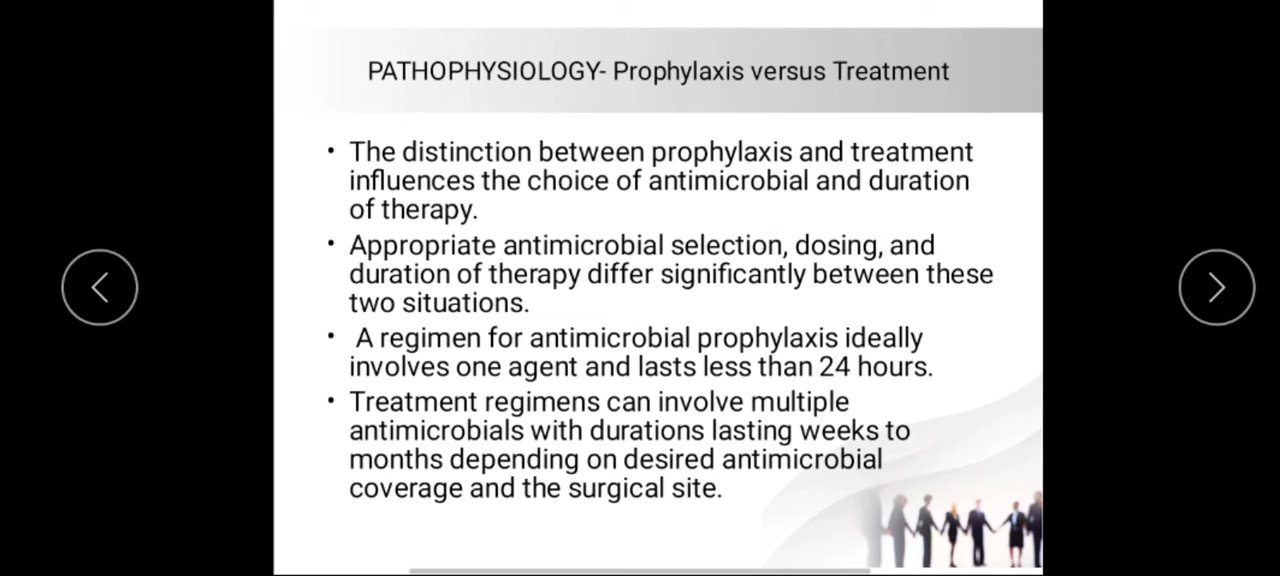 PATHOPHYSIOLOGY- Prophylaxis versus Treatment
• The distinction between prophylaxis and treatment
influences the choice of antimicrobial and duration
of therapy.
• Appropriate antimicrobial selection, dosing, and
duration of therapy differ significantly between these
two situations.
• A regimen for antimicrobial prophylaxis ideally
involves one agent and lasts less than 24 hours.
• Treatment regimens can involve multiple
antimicrobials with durations lasting weeks to
months depending on desired antimicrobial
coverage and the surgical site.